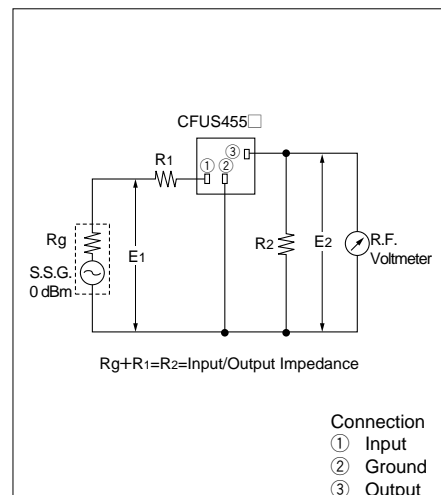 CFUS455□
③
R1
① ②
Rg
E1
R2
E2
R.F.
Voltmeter
S.S.G.
0 dBm
Rg+R1=R2=Input/Output Impedance
Connection
① Input
② Ground
③ Output